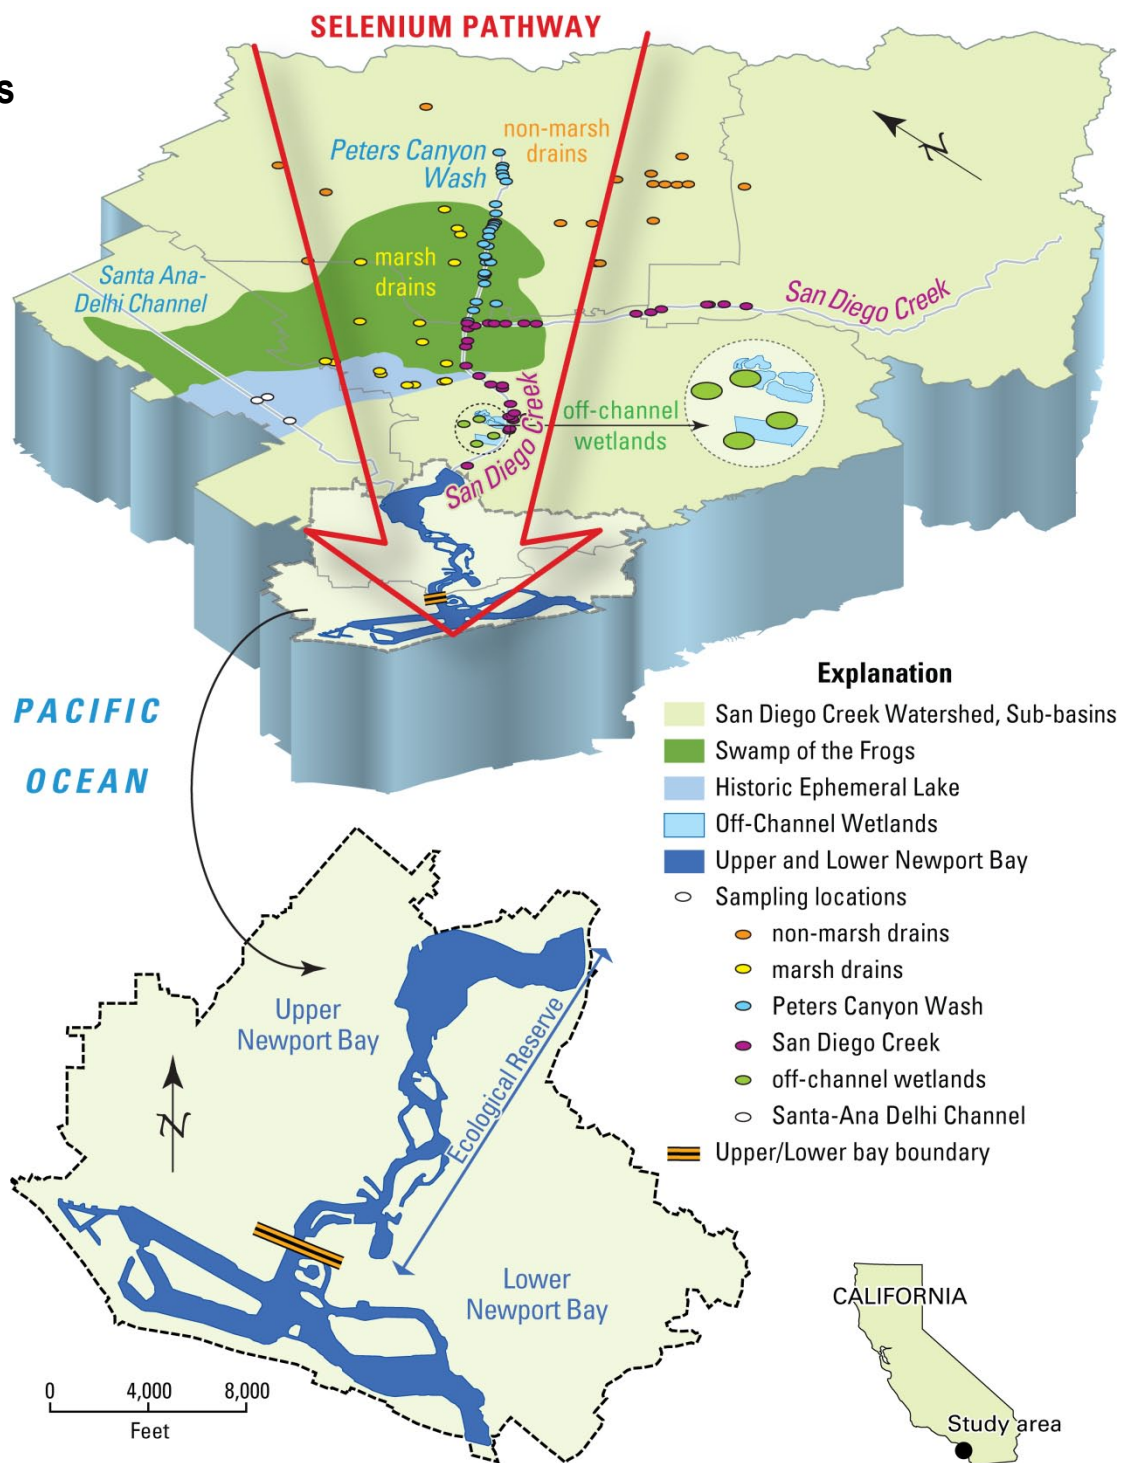 s
SELENIUM PATHWAY
Peters Canyon
Wash
non-marsh
drains
N
Santa Ana-
Delhi Channel
marsh
drains
San Diego Creek
San Diego Creek
off-channel
wetlands
PACIFIC
OCEAN
Explanation
San Diego Creek Watershed, Sub-basins
Swamp of the Frogs
Historic Ephemeral Lake
Off-Channel Wetlands
Upper and Lower Newport Bay
Sampling locations
non-marsh drains
marsh drains
Peters Canyon Wash
San Diego Creek
off-channel wetlands
Santa-Ana Delhi Channel
Upper/Lower bay boundary
Upper
Newport Bay
Ecological Reserve
N
Lower
Newport Bay
0 4,000 8,000
Feet
CALIFORNIA
Study area